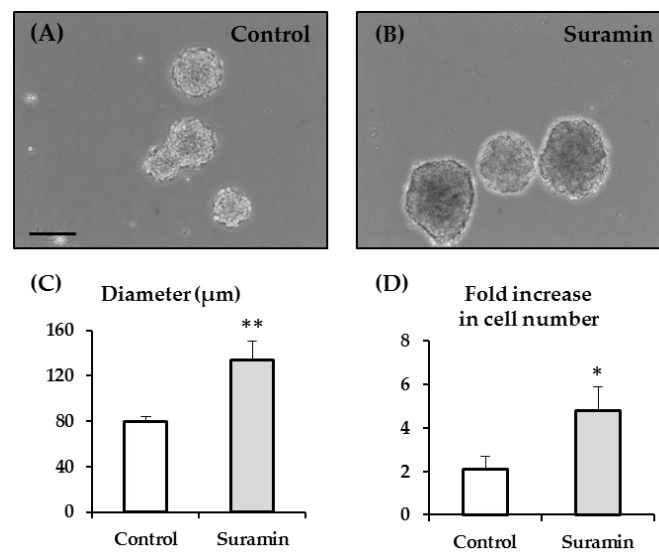 (A) Control
(B) Suramin
(C)
Diameter (µm)
160
120
80
40
0
**
Control Suramin
(D)
Fold increase
in cell number
8
6
4
2
0
*
Control Suramin